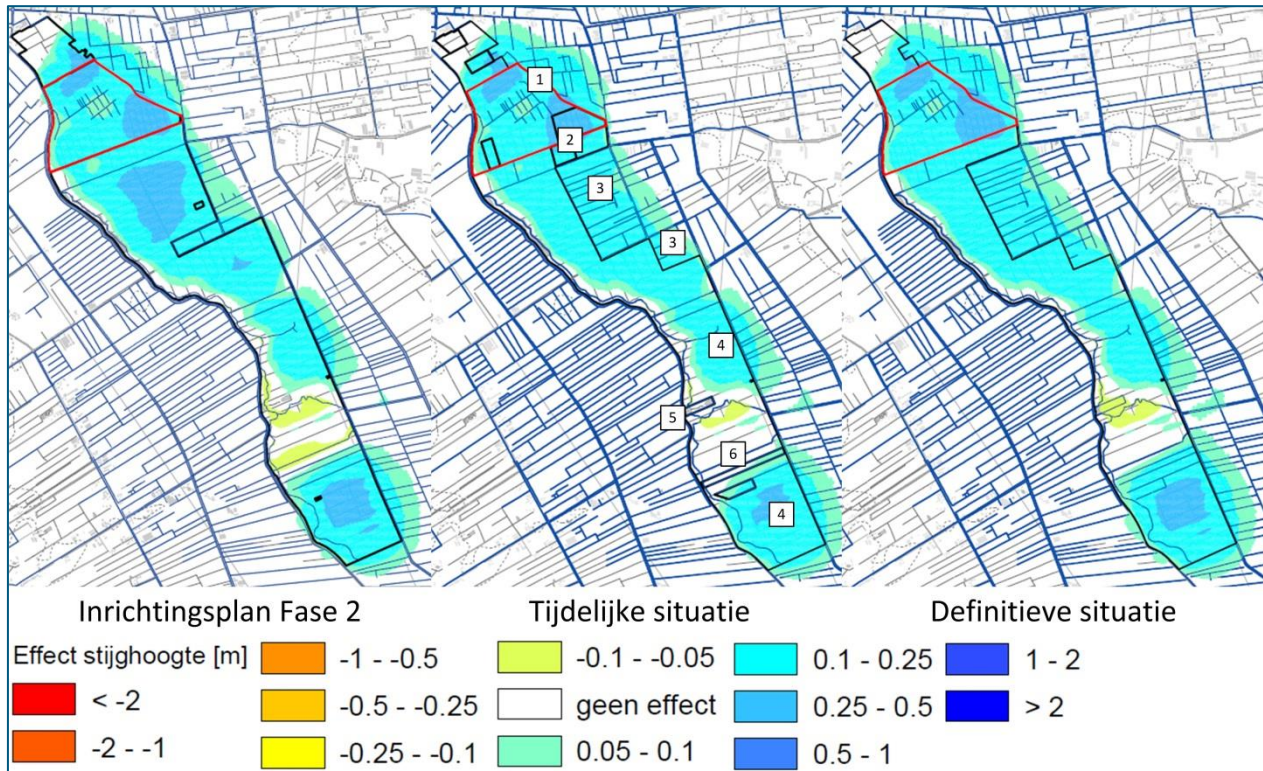 1
2
3
3
4
5
6
4
Inrichtingsplan Fase 2
Tijdelijke situatie
Definitieve situatie
Effect stijghoogte [m]
< -2
-2 - -1
-1 - -0.5
-0.5 - -0.25
-0.25 - -0.1
-0.1 - -0.05
geen effect
0.05 - 0.1
0.1 - 0.25
0.25 - 0.5
0.5 - 1
1 - 2
> 2